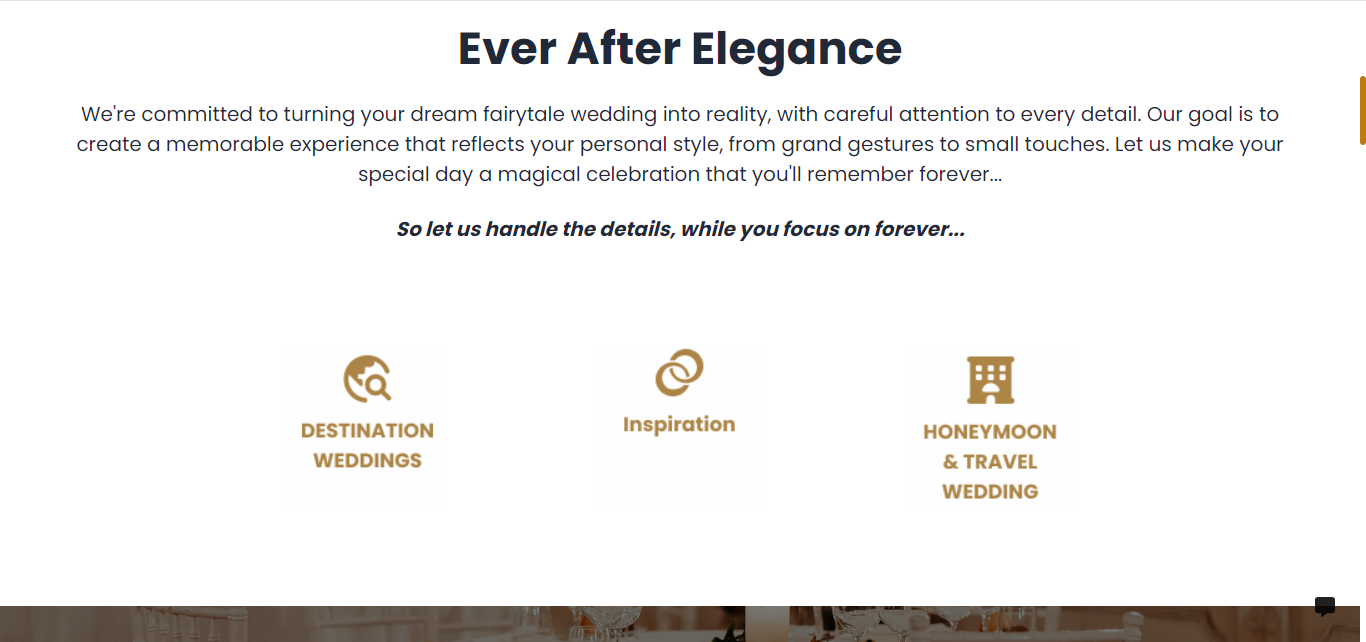 Ever After Elegance
We're committed to turning your dream fairytale wedding into reality, with careful attention to every detail. Our goal is to
create a memorable experience that reflects your personal style, from grand gestures to small touches. Let us make your
special day a magical celebration that you'll remember forever...
So let us handle the details, while you focus on forever...
DESTINATION
WEDDINGS
Inspiration
HONEYMOON
& TRAVEL
WEDDING